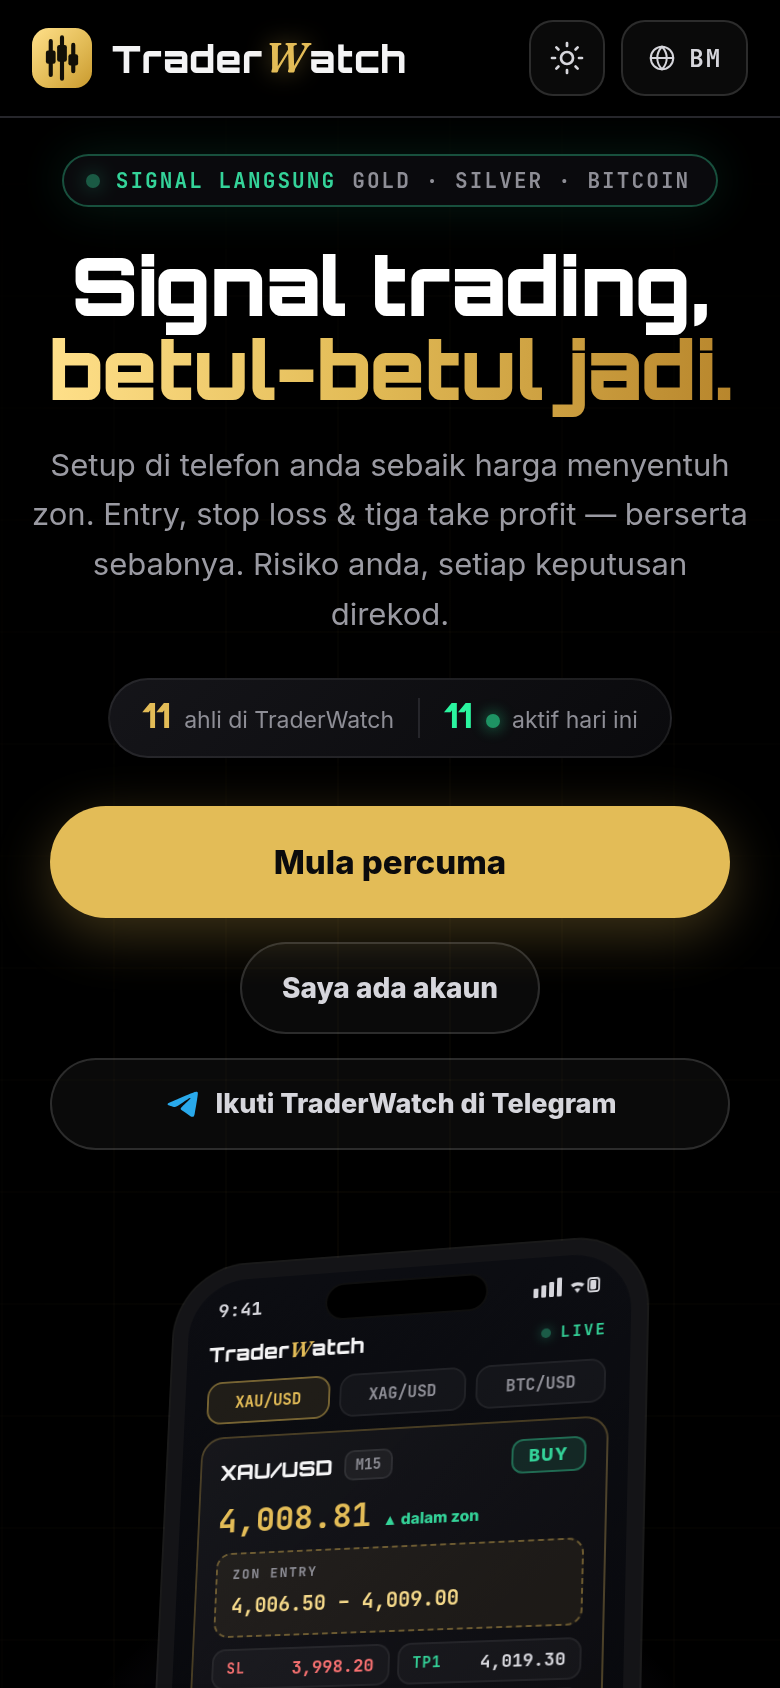 TraderWatch
BM
SIGNAL LANGSUNG GOLD · SILVER · BITCOIN
Signal trading,
betul-betul jadi.
Setup di telefon anda sebaik harga menyentuh
zon. Entry, stop loss & tiga take profit — berserta
sebabnya. Risiko anda, setiap keputusan
direkod.
11 ahli di TraderWatch 11 aktif hari ini
Mula percuma
Saya ada akaun
Ikuti TraderWatch di Telegram
9:41
TraderWatch LIVE
XAU/USD XAG/USD BTC/USD
XAU/USD M15 BUY
4,008.81 ▲ dalam zon
ZON ENTRY
4,006.50 – 4,009.00
SL 3,998.20 TP1 4,019.30